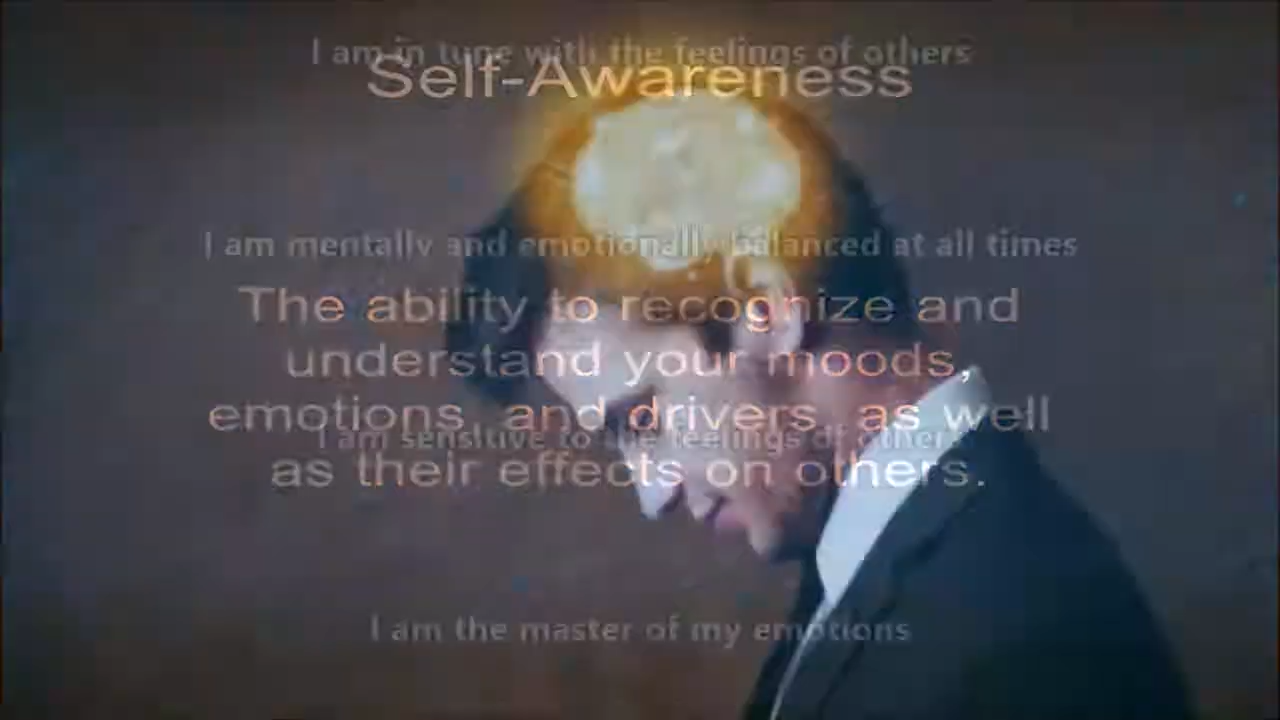 I am in tune with the feelings of others
Self-Awareness
I am mentally and emotionally balanced at all times
The ability to recognize and
understand your moods,
emotions, and drivers, as well
I am sensitive to the feelings of others
as their effects on others.
I am the master of my emotions